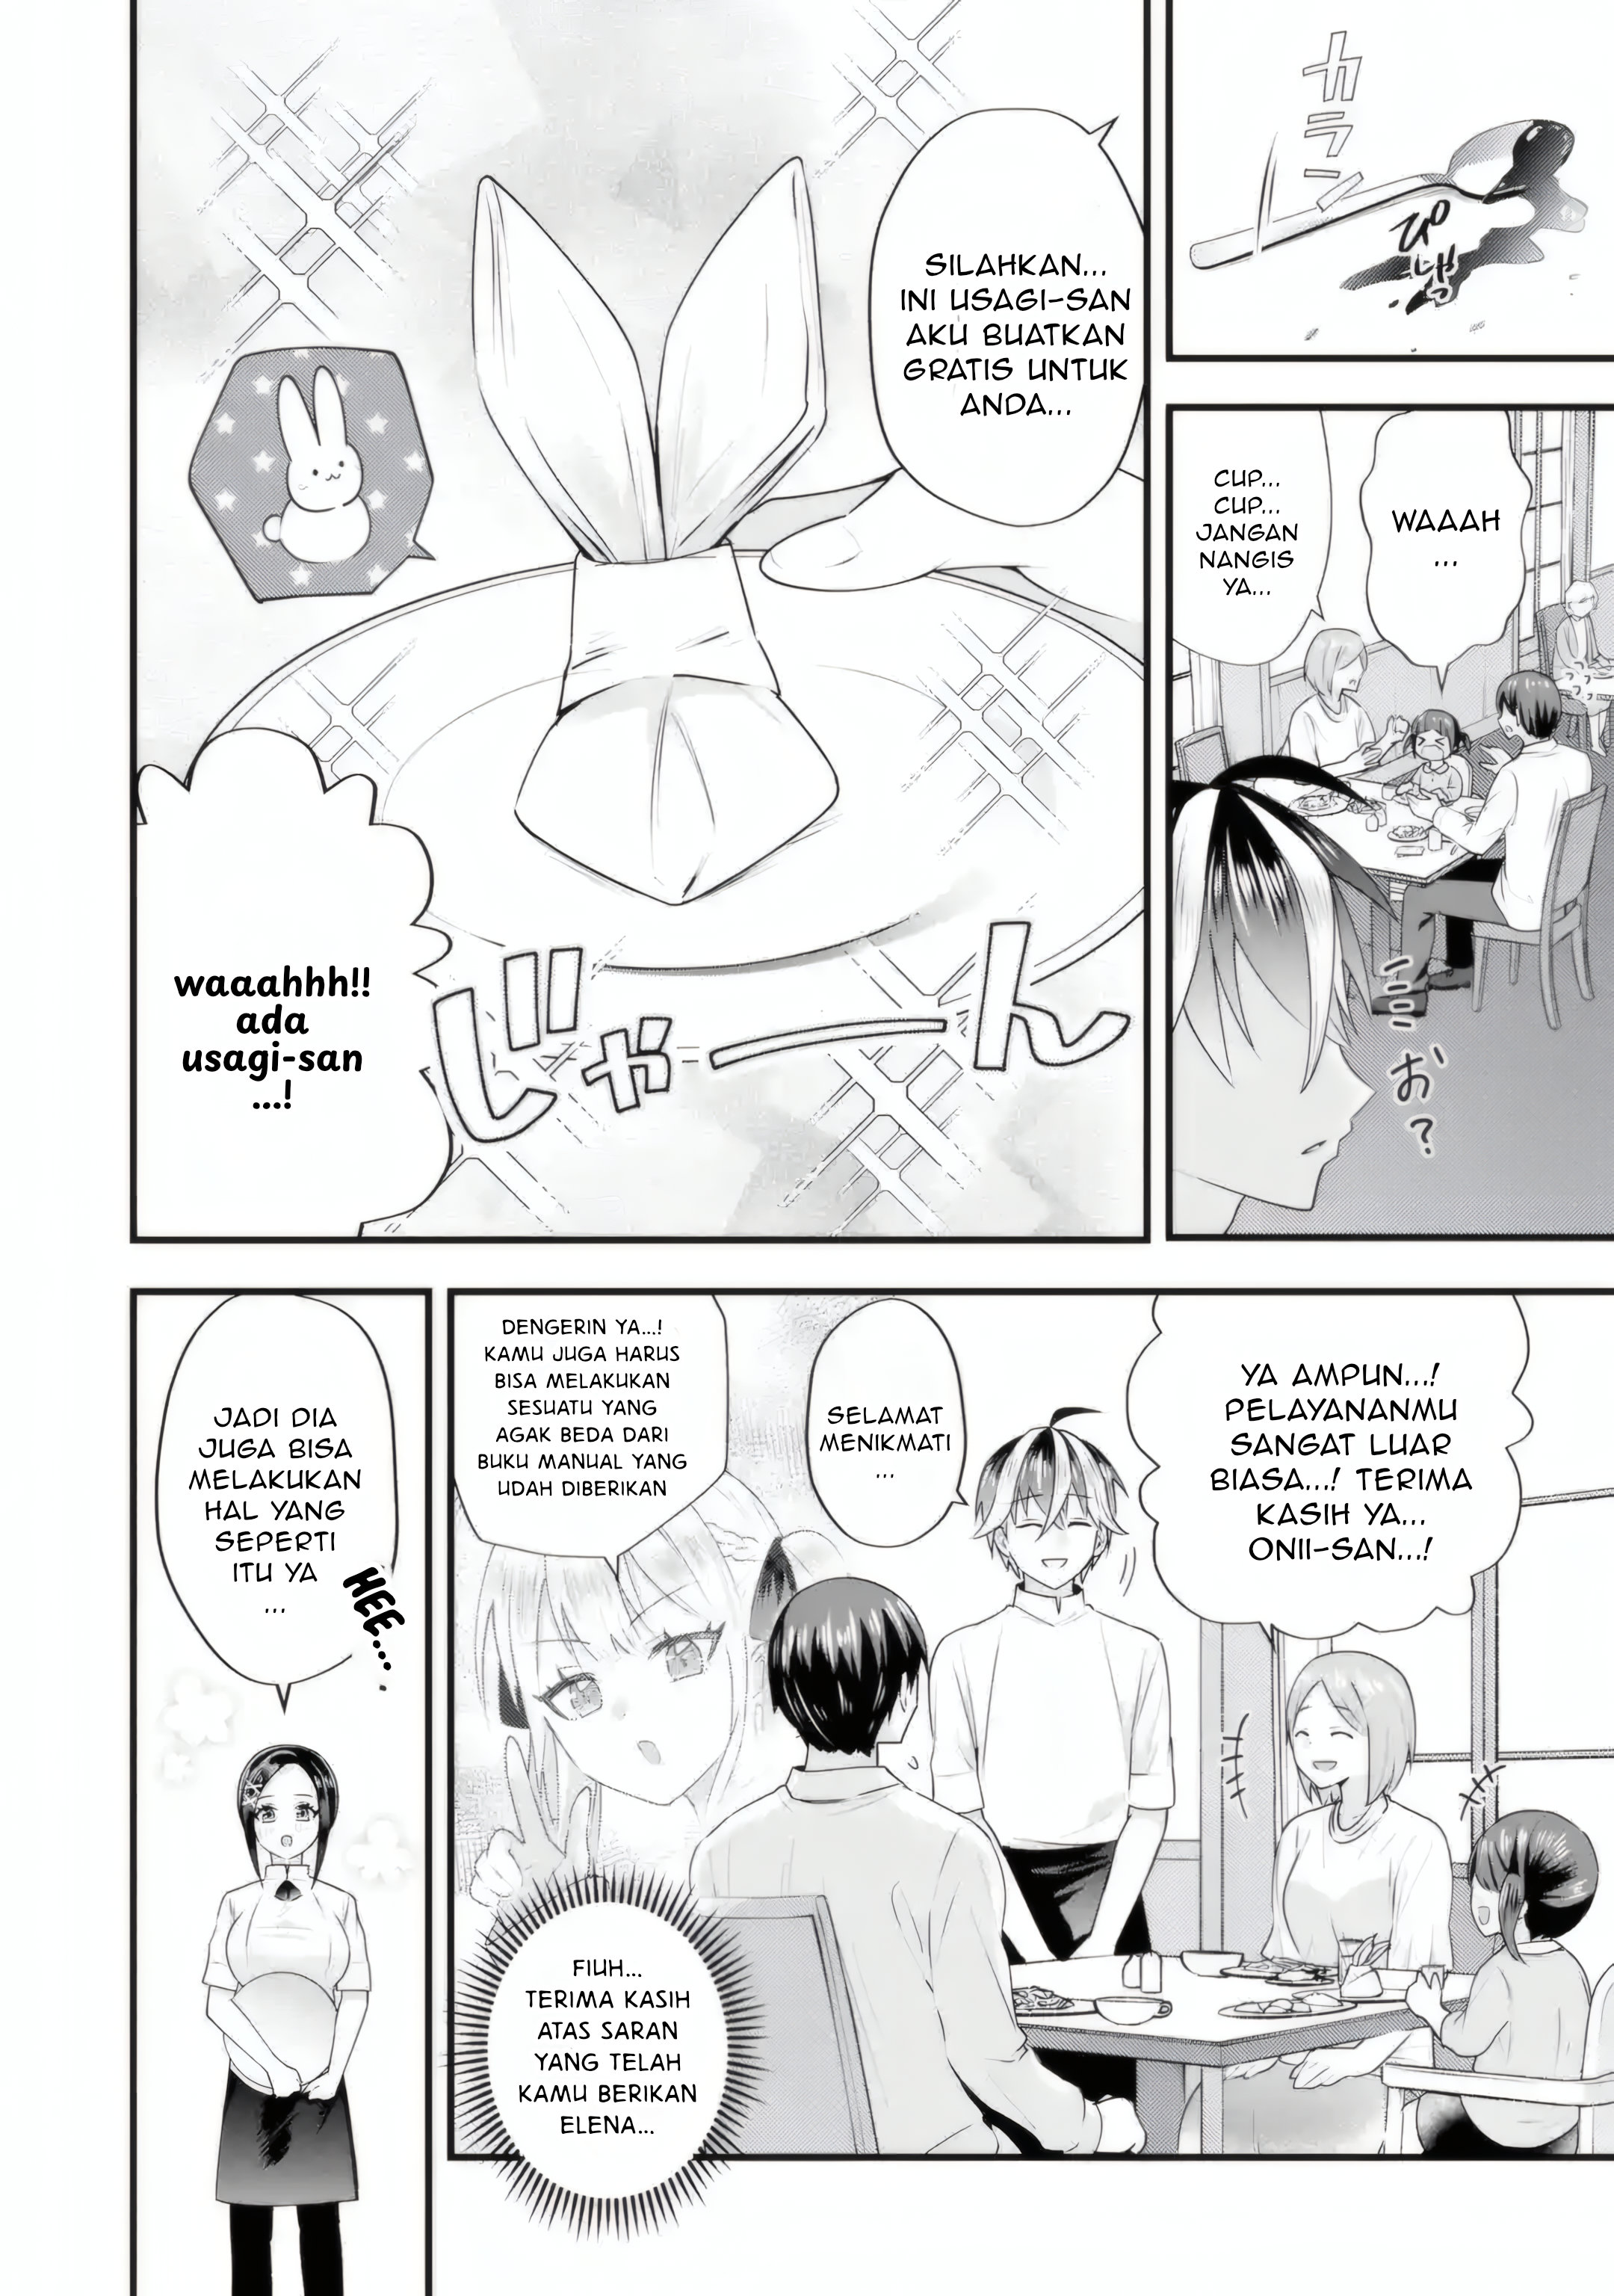 カラン
ぴちゃっ
WAAAH
...
CUP...
CUP...
JANGAN
NANGIS
YA...
お?
SILAHKAN...
INI USAGI-SAN
AKU BUATKAN
GRATIS UNTUK
ANDA...
じゃーん
waaahhh!!
ada
usagi-san
...!
YA AMPUN...!
PELAYANANMU
SANGAT LUAR
BIASA...! TERIMA
KASIH YA...
ONII-SAN...!
SELAMAT
MENIKMATI
...
DENGERIN YA...!
KAMU JUGA HARUS
BISA MELAKUKAN
SESUATU YANG
AGAK BEDA DARI
BUKU MANUAL YANG
UDAH DIBERIKAN
FIUH...
TERIMA KASIH
ATAS SARAN
YANG TELAH
KAMU BERIKAN
ELENA...
JADI DIA
JUGA BISA
MELAKUKAN
HAL YANG
SEPERTI
ITU YA
...
HEE...